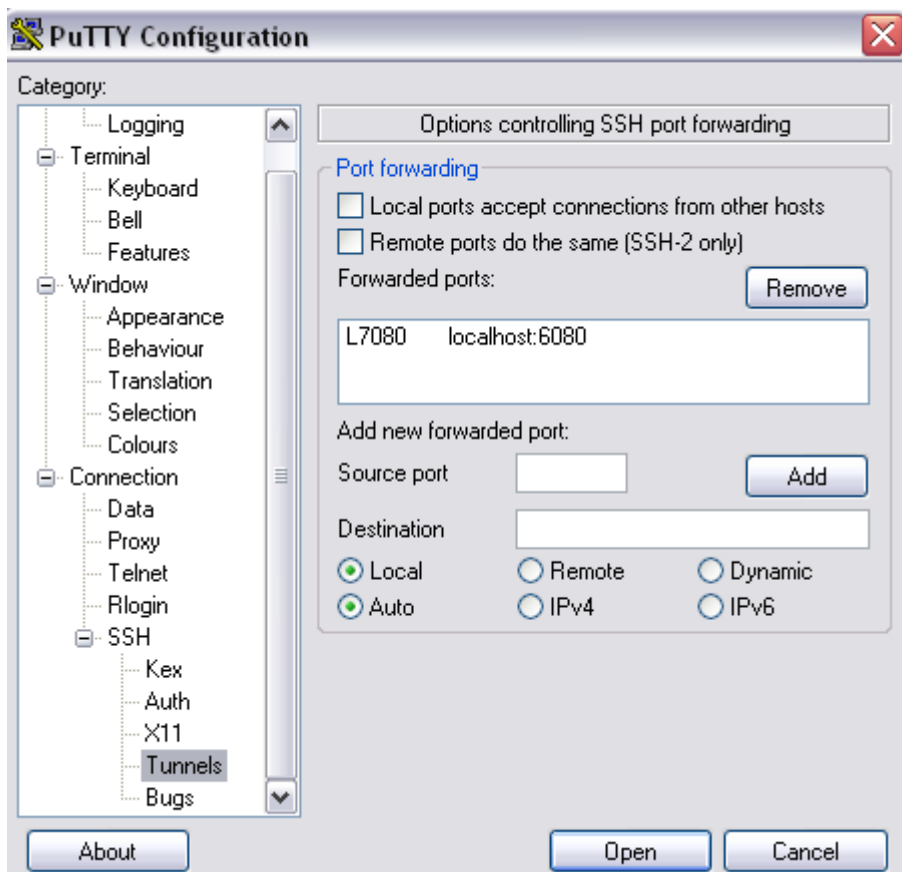 PuTTY Configuration
Category:
Logging
Terminal
Keyboard
Bell
Features
Window
Appearance
Behaviour
Translation
Selection
Colours
Connection
Data
Proxy
Telnet
Rlogin
SSH
Kex
Auth
X11
Tunnels
Bugs
Options controlling SSH port forwarding
Port forwarding
Local ports accept connections from other hosts
Remote ports do the same (SSH-2 only)
Forwarded ports: Remove
L7080 localhost:6080
Add new forwarded port:
Source port Add
Destination
Local Remote Dynamic
Auto IPv4 IPv6
About Open Cancel